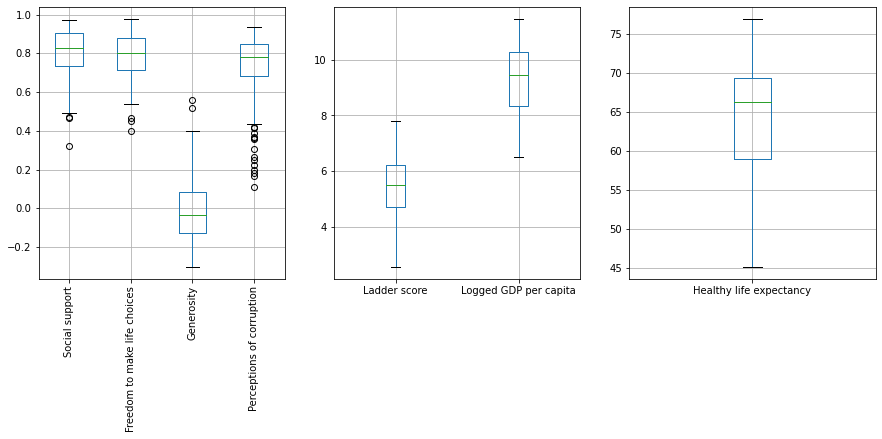 1.0
0.8
0.6
0.4
0.2
0.0
−0.2
Social support
Freedom to make life choices
Generosity
Perceptions of corruption
10
8
6
4
Ladder score
Logged GDP per capita
75
70
65
60
55
50
45
Healthy life expectancy